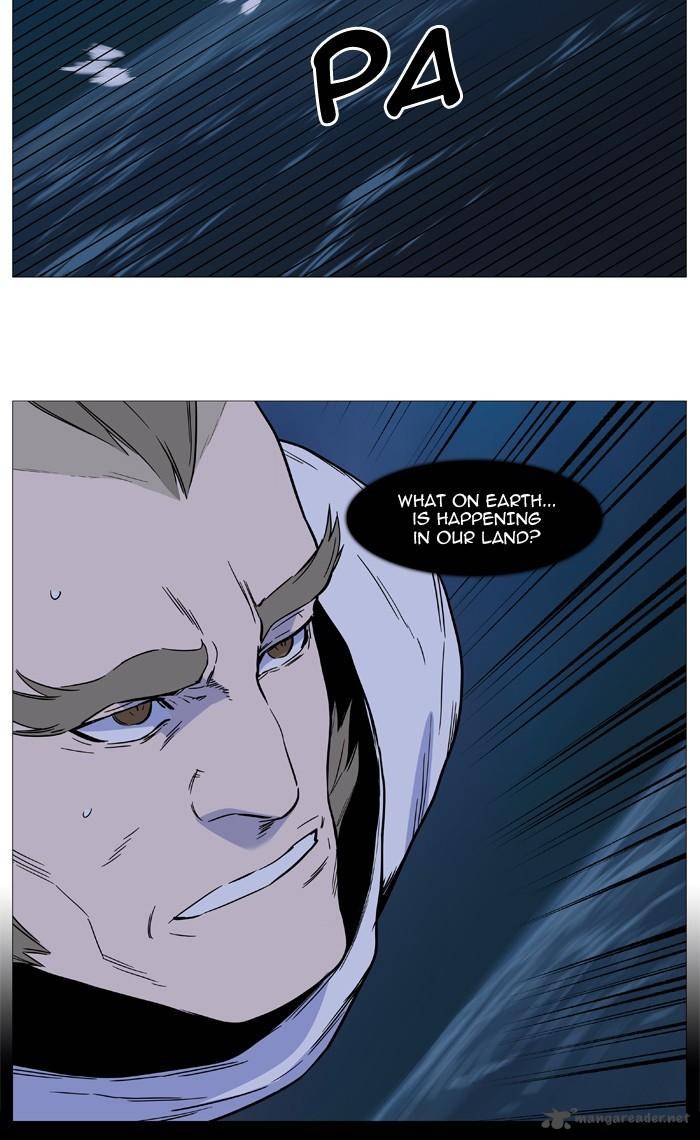 PA
WHAT ON EARTH...
IS HAPPENING
IN OUR LAND?
mangareader.net